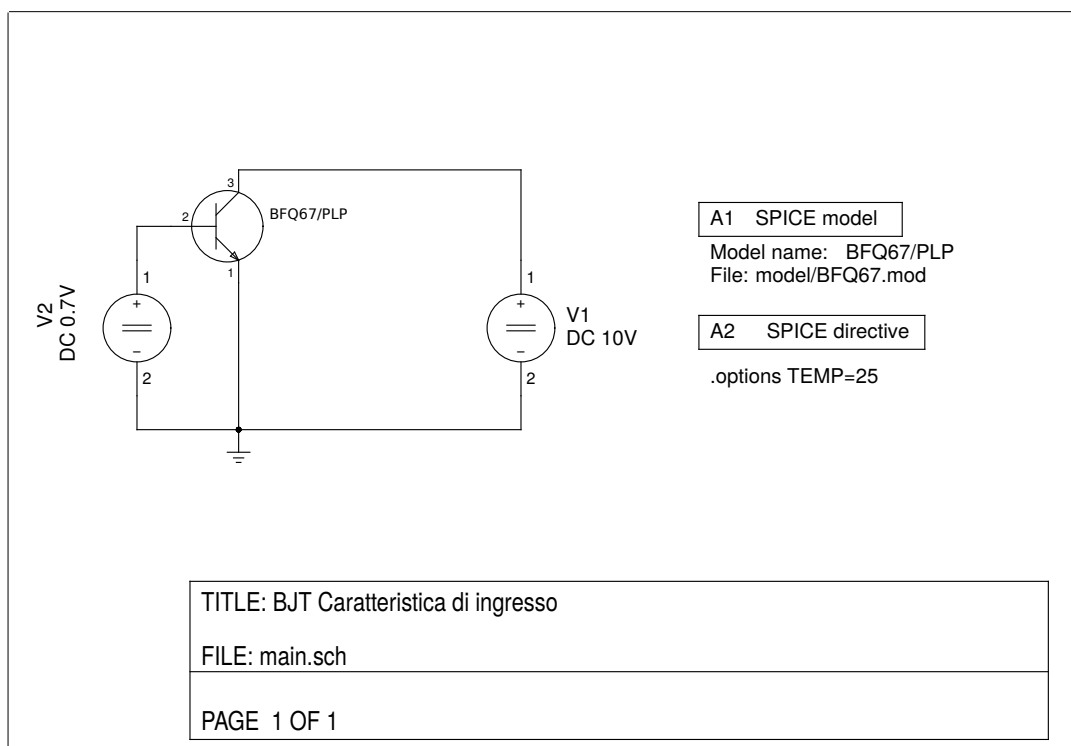 3
2
BFQ67/PLP
1
1
+
V2
DC 0.7V
−
2
1
+
V1
DC 10V
−
2
A1 SPICE model
Model name: BFQ67/PLP
File: model/BFQ67.mod
A2 SPICE directive
.options TEMP=25
TITLE: BJT Caratteristica di ingresso
FILE: main.sch
PAGE 1 OF 1